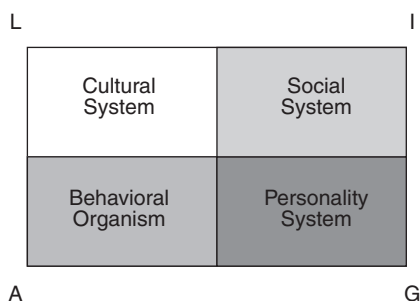 L I
Cultural Social
System System
Behavioral Personality
Organism System
A G